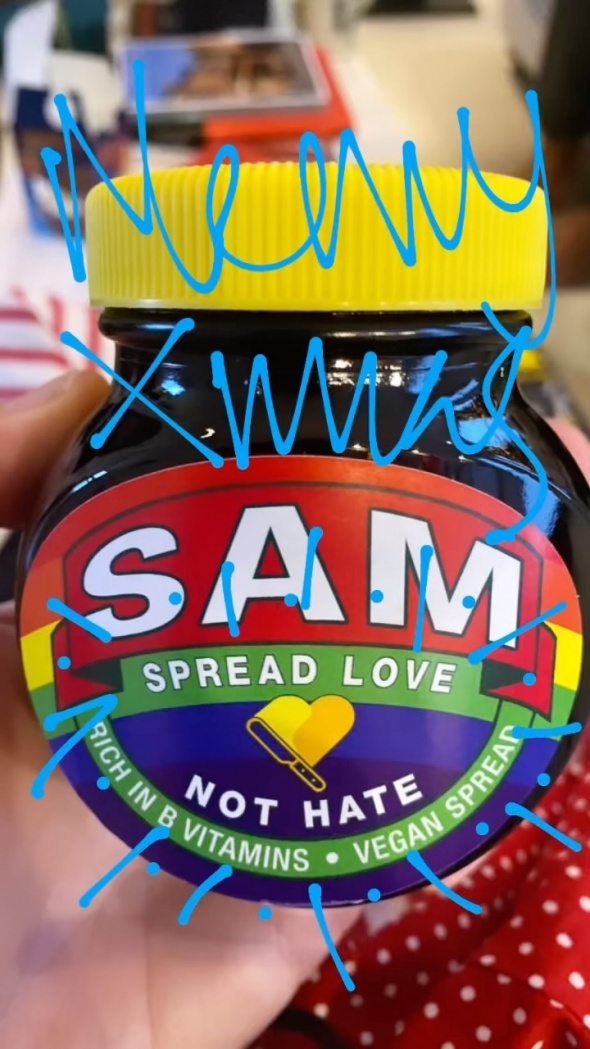 Merry
Xmas
SAM
SPREAD LOVE
NOT HATE
RICH IN B VITAMINS • VEGAN SPREAD